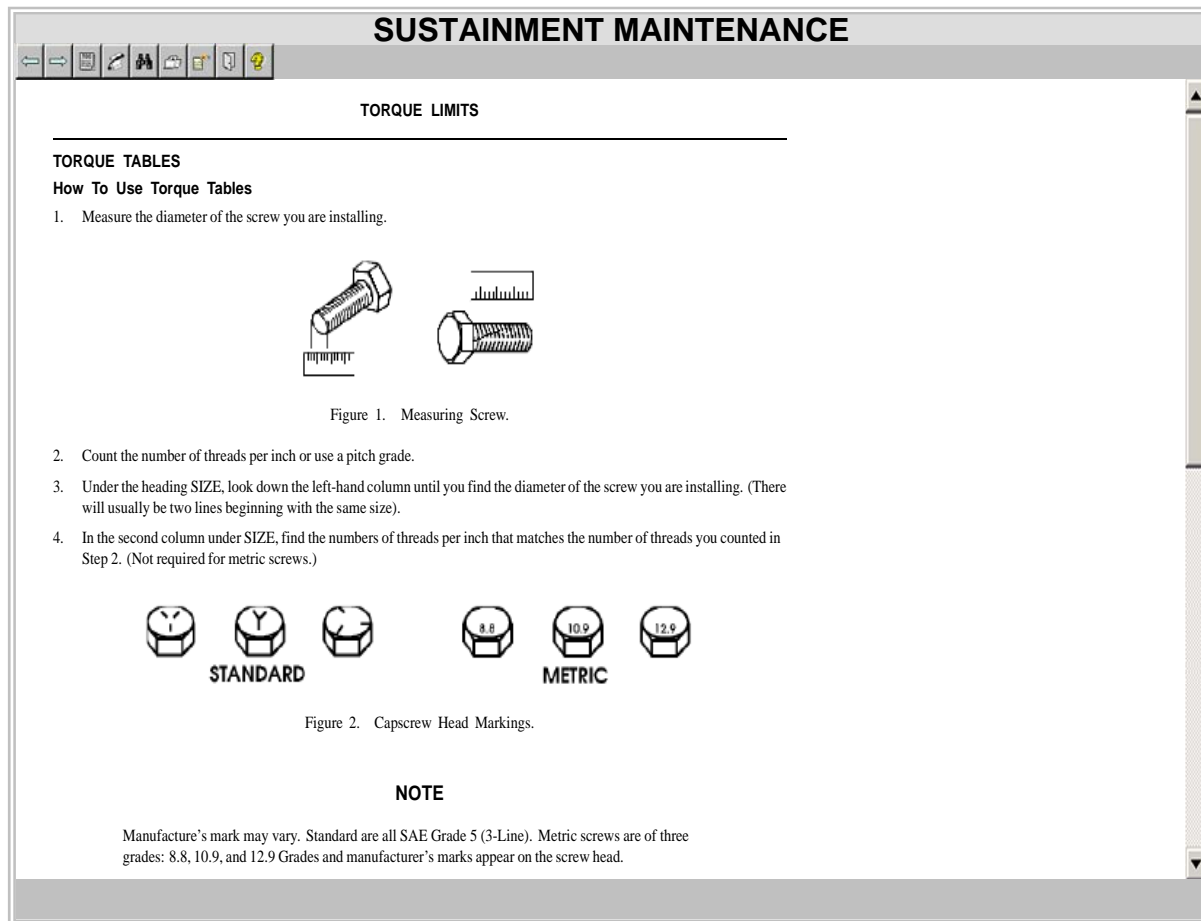 SUSTAINMENT MAINTENANCE
TORQUE LIMITS
TORQUE TABLES
How To Use Torque Tables
1. Measure the diameter of the screw you are installing.
Figure 1. Measuring Screw.
2. Count the number of threads per inch or use a pitch grade.
3. Under the heading SIZE, look down the left-hand column until you find the diameter of the screw you are installing. (There
will usually be two lines beginning with the same size).
4. In the second column under SIZE, find the numbers of threads per inch that matches the number of threads you counted in
Step 2. (Not required for metric screws.)
8.8 10.9 12.9
STANDARD METRIC
Figure 2. Capscrew Head Markings.
NOTE
Manufacture's mark may vary. Standard are all SAE Grade 5 (3-Line). Metric screws are of three
grades: 8.8, 10.9, and 12.9 Grades and manufacturer's marks appear on the screw head.